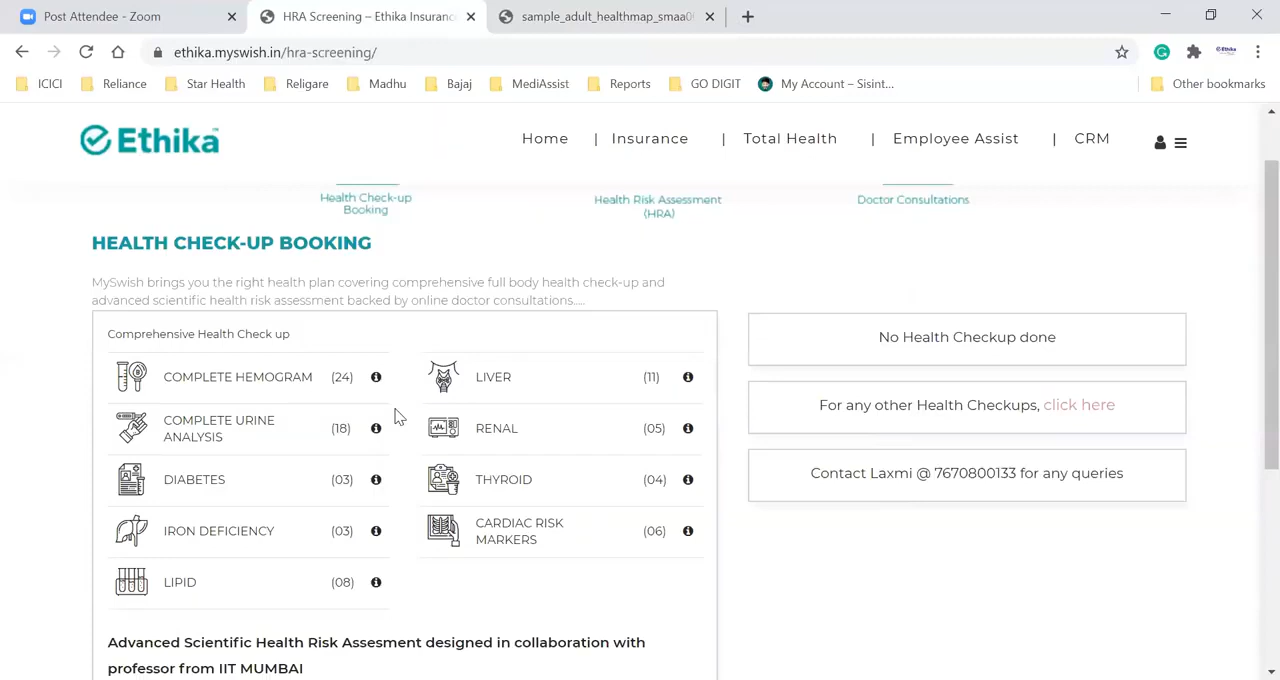 Post Attendee - Zoom
HRA Screening – Ethika Insuranc
sample_adult_healthmap_smaa0
ethika.myswish.in/hra-screening/
ICICI
Reliance
Star Health
Religare
Madhu
Bajaj
MediAssist
Reports
GO DIGIT
My Account – Sisint...
Other bookmarks
Ethika
Home | Insurance | Total Health | Employee Assist | CRM
Health Check-up
Booking
Health Risk Assessment
(HRA)
Doctor Consultations
HEALTH CHECK-UP BOOKING
MySwish brings you the right health plan covering comprehensive full body health check-up and
advanced scientific health risk assessment backed by online doctor consultations.....
Comprehensive Health Check up
COMPLETE HEMOGRAM (24)
LIVER (11)
COMPLETE URINE
ANALYSIS (18)
RENAL (05)
DIABETES (03)
THYROID (04)
IRON DEFICIENCY (03)
CARDIAC RISK
MARKERS (06)
LIPID (08)
Advanced Scientific Health Risk Assesment designed in collaboration with
professor from IIT MUMBAI
No Health Checkup done
For any other Health Checkups, click here
Contact Laxmi @ 7670800133 for any queries